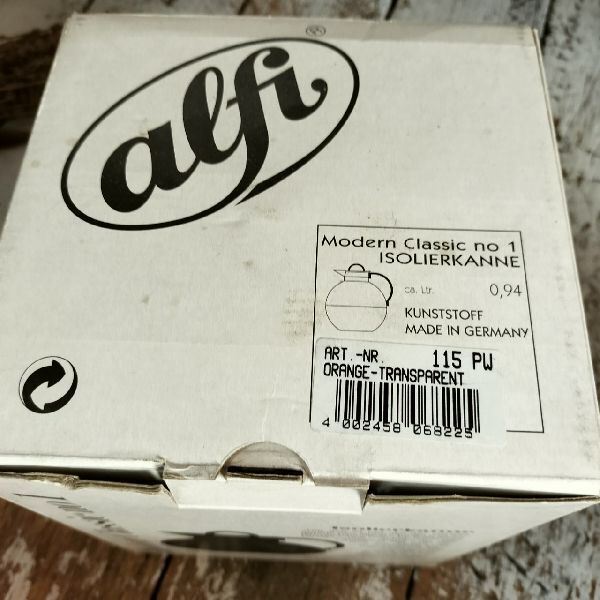 ®
alfi
Modern Classic no 1
ISOLIERKANNE
ca. Ltr. 0,94
KUNSTSTOFF
MADE IN GERMANY
ART.-NR. 115 PW
ORANGE-TRANSPARENT
4 002458 068225